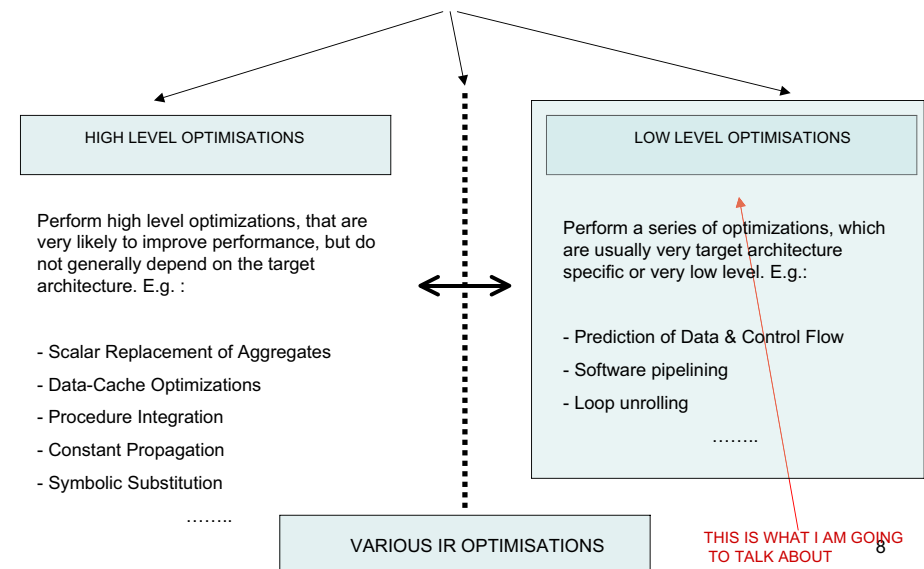 HIGH LEVEL OPTIMISATIONS
Perform high level optimizations, that are
very likely to improve performance, but do
not generally depend on the target
architecture. E.g. :
- Scalar Replacement of Aggregates
- Data-Cache Optimizations
- Procedure Integration
- Constant Propagation
- Symbolic Substitution
……..
LOW LEVEL OPTIMISATIONS
Perform a series of optimizations, which
are usually very target architecture
specific or very low level. E.g.:
- Prediction of Data & Control Flow
- Software pipelining
- Loop unrolling
……..
VARIOUS IR OPTIMISATIONS
THIS IS WHAT I AM GOING
TO TALK ABOUT
8